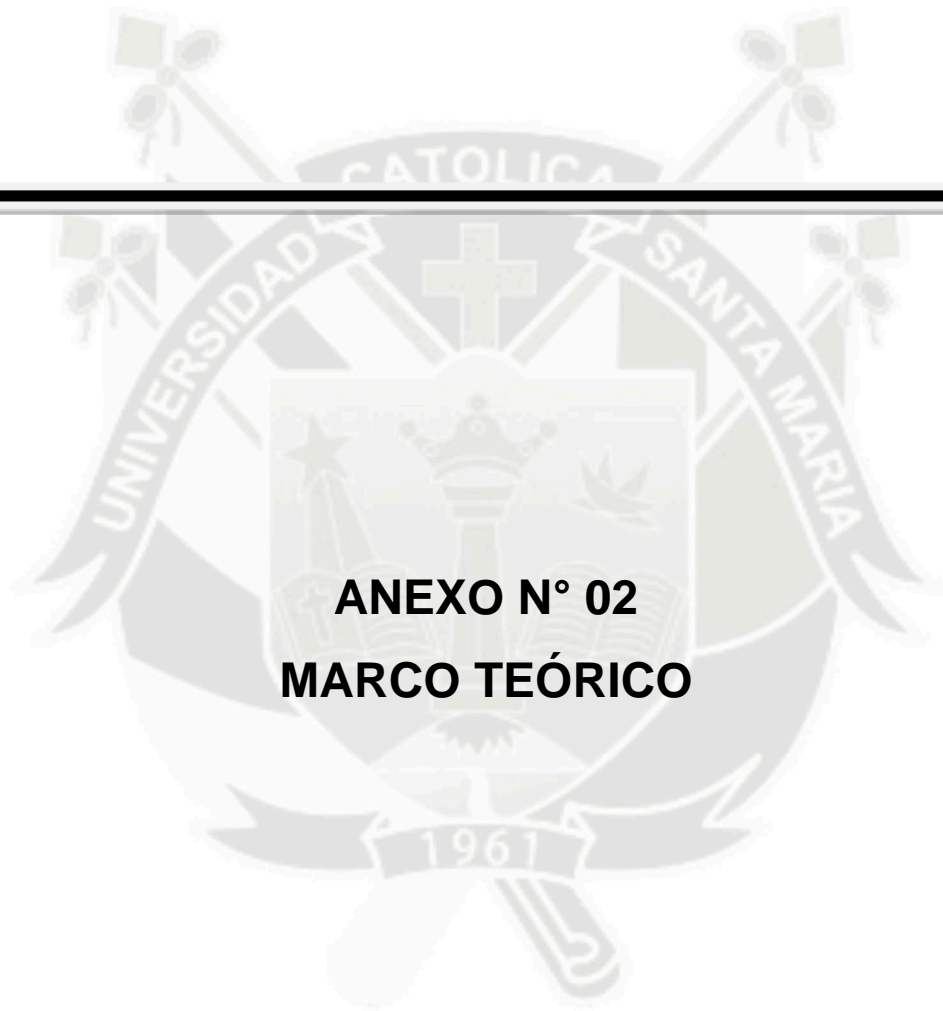 CATOLICA
UNIVERSIDAD
SANTA MARIA
ANEXO N° 02
MARCO TEÓRICO
1961